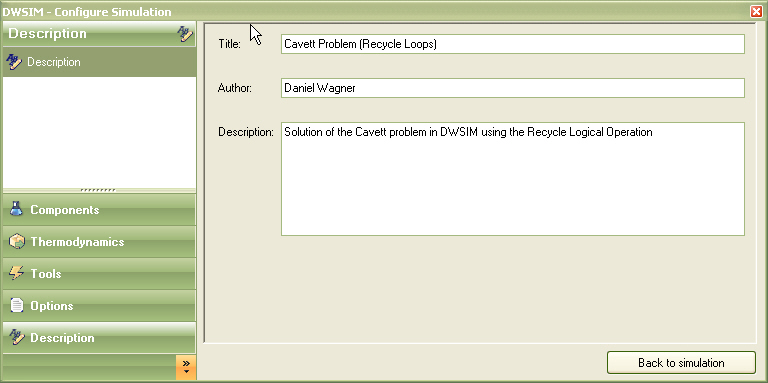 DWSIM - Configure Simulation
Description
Description
Components
Thermodynamics
Tools
Options
Description
Title: Cavett Problem (Recycle Loops)
Author: Daniel Wagner
Description: Solution of the Cavett problem in DWSIM using the Recycle Logical Operation
Back to simulation